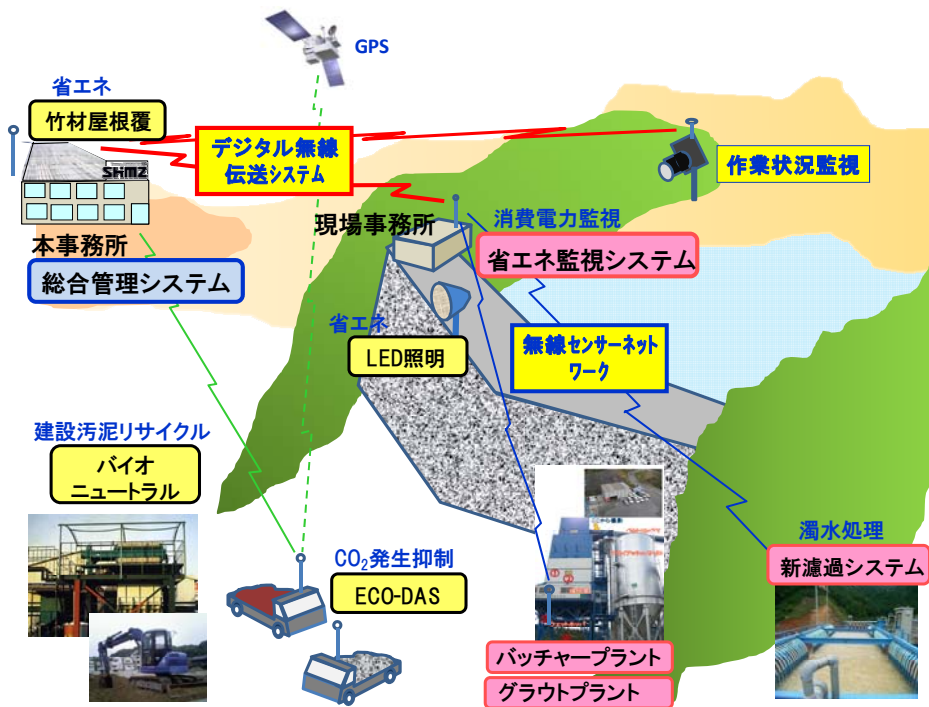 GPS
省エネ
竹材屋根覆
SHMZ
デジタル無線
伝送システム
作業状況監視
本事務所
総合管理システム
現場事務所
消費電力監視
省エネ監視システム
省エネ
LED照明
無線センサーネット
ワーク
建設汚泥リサイクル
バイオ
ニュートラル
CO₂発生抑制
ECO-DAS
濁水処理
新濾過システム
バッチャープラント
グラウトプラント